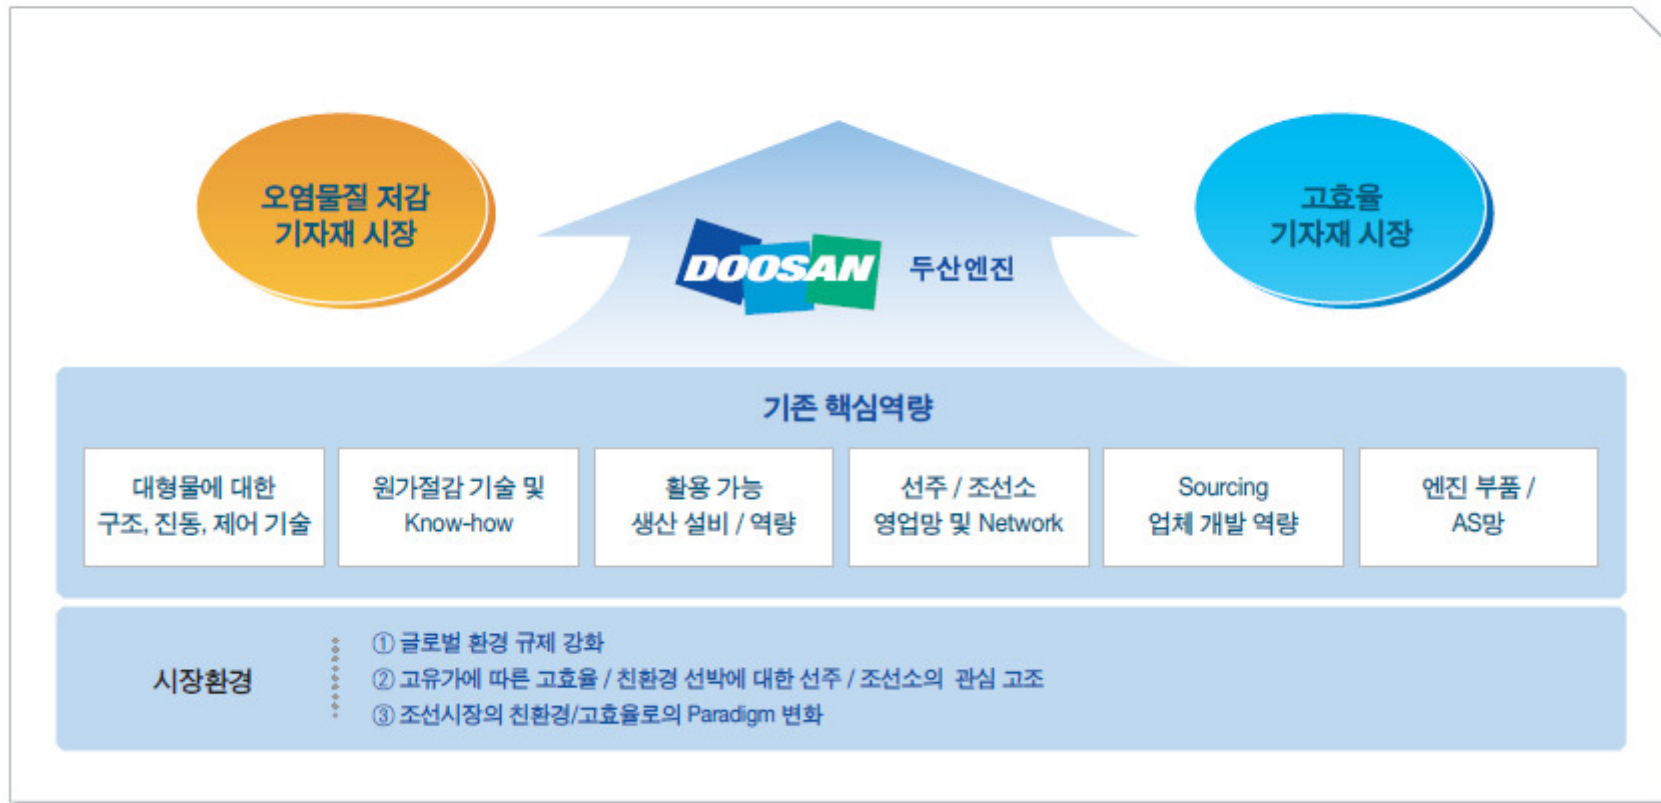 오염물질 저감
기자재 시장
DOOSAN 두산엔진
고효율
기자재 시장
기존 핵심역량
대형물에 대한
구조, 진동, 제어 기술
원가절감 기술 및
Know-how
활용 가능
생산 설비 / 역량
선주 / 조선소
영업망 및 Network
Sourcing
업체 개발 역량
엔진 부품 /
AS망
시장환경
① 글로벌 환경 규제 강화
② 고유가에 따른 고효율 / 친환경 선박에 대한 선주 / 조선소의 관심 고조
③ 조선시장의 친환경/고효율로의 Paradigm 변화